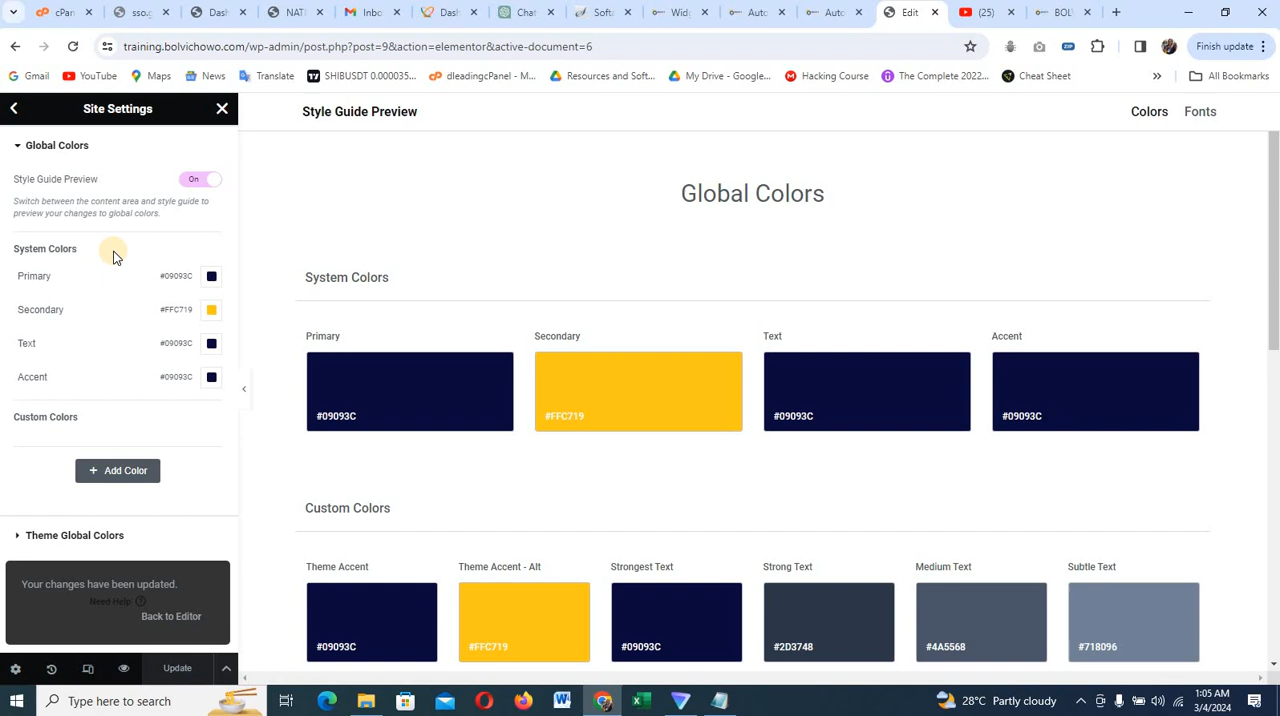 cPan
sso.g
Dash
NATI
Inbo
Dash
Chat
Softa
Widg
Auto
Auto
Edit
(25)
BOL
training.bolvichowo.com/wp-admin/post.php?post=9&action=elementor&active-document=6
Finish update
Gmail
YouTube
Maps
News
Translate
SHIBUSDT 0.000035...
dleadingcPanel - M...
Resources and Soft...
My Drive - Google...
Hacking Course
The Complete 2022...
Cheat Sheet
»
All Bookmarks
Site Settings
Style Guide Preview
Colors
Fonts
Global Colors
Style Guide Preview
On
Switch between the content area and style guide to
preview your changes to global colors.
System Colors
Primary #09093C
Secondary #FFC719
Text #09093C
Accent #09093C
Custom Colors
+ Add Color
Theme Global Colors
Your changes have been updated.
Need Help ?
Back to Editor
Update
Global Colors
System Colors
Primary Secondary Text Accent
#09093C #FFC719 #09093C #09093C
Custom Colors
Theme Accent Theme Accent - Alt Strongest Text Strong Text Medium Text Subtle Text
#09093C #FFC719 #09093C #2D3748 #4A5568 #718096
Type here to search
28°C Partly cloudy
1:05 AM
3/4/2024